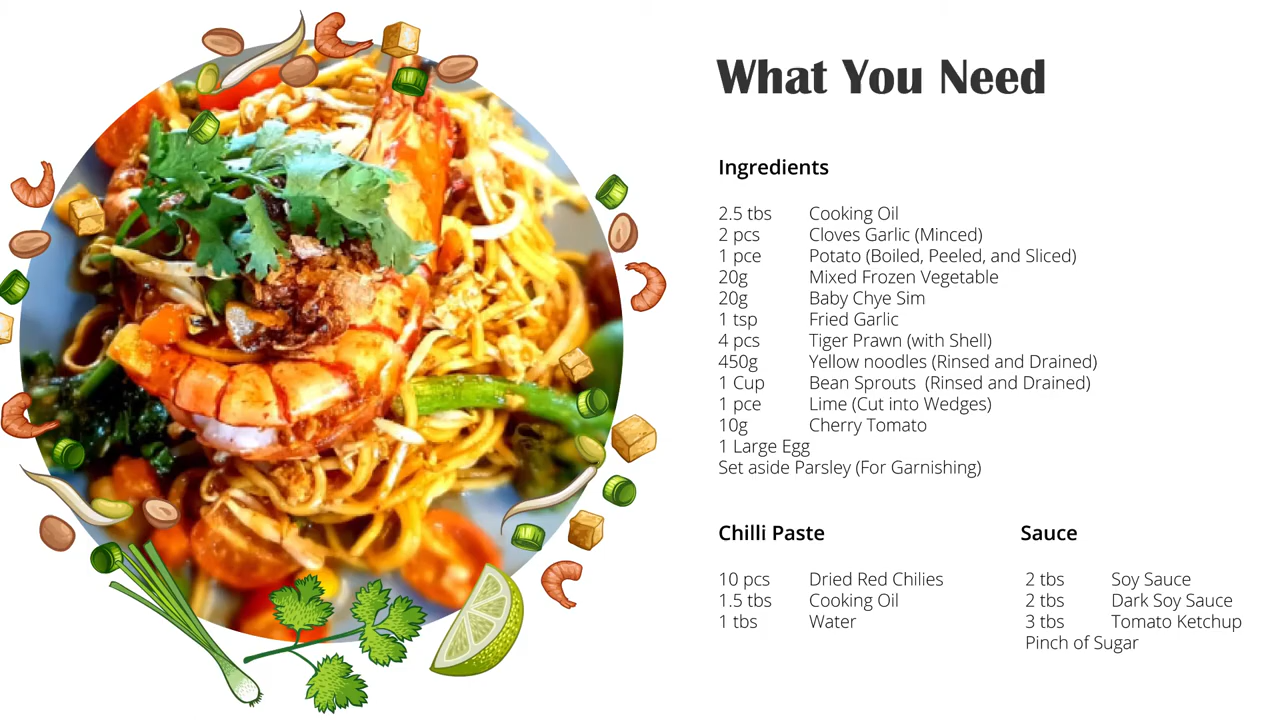 What You Need
Ingredients
2.5 tbs Cooking Oil
2 pcs Cloves Garlic (Minced)
1 pce Potato (Boiled, Peeled, and Sliced)
20g Mixed Frozen Vegetable
20g Baby Chye Sim
1 tsp Fried Garlic
4 pcs Tiger Prawn (with Shell)
450g Yellow noodles (Rinsed and Drained)
1 Cup Bean Sprouts (Rinsed and Drained)
1 pce Lime (Cut into Wedges)
10g Cherry Tomato
1 Large Egg
Set aside Parsley (For Garnishing)
Chilli Paste
10 pcs Dried Red Chilies
1.5 tbs Cooking Oil
1 tbs Water
Sauce
2 tbs Soy Sauce
2 tbs Dark Soy Sauce
3 tbs Tomato Ketchup
Pinch of Sugar